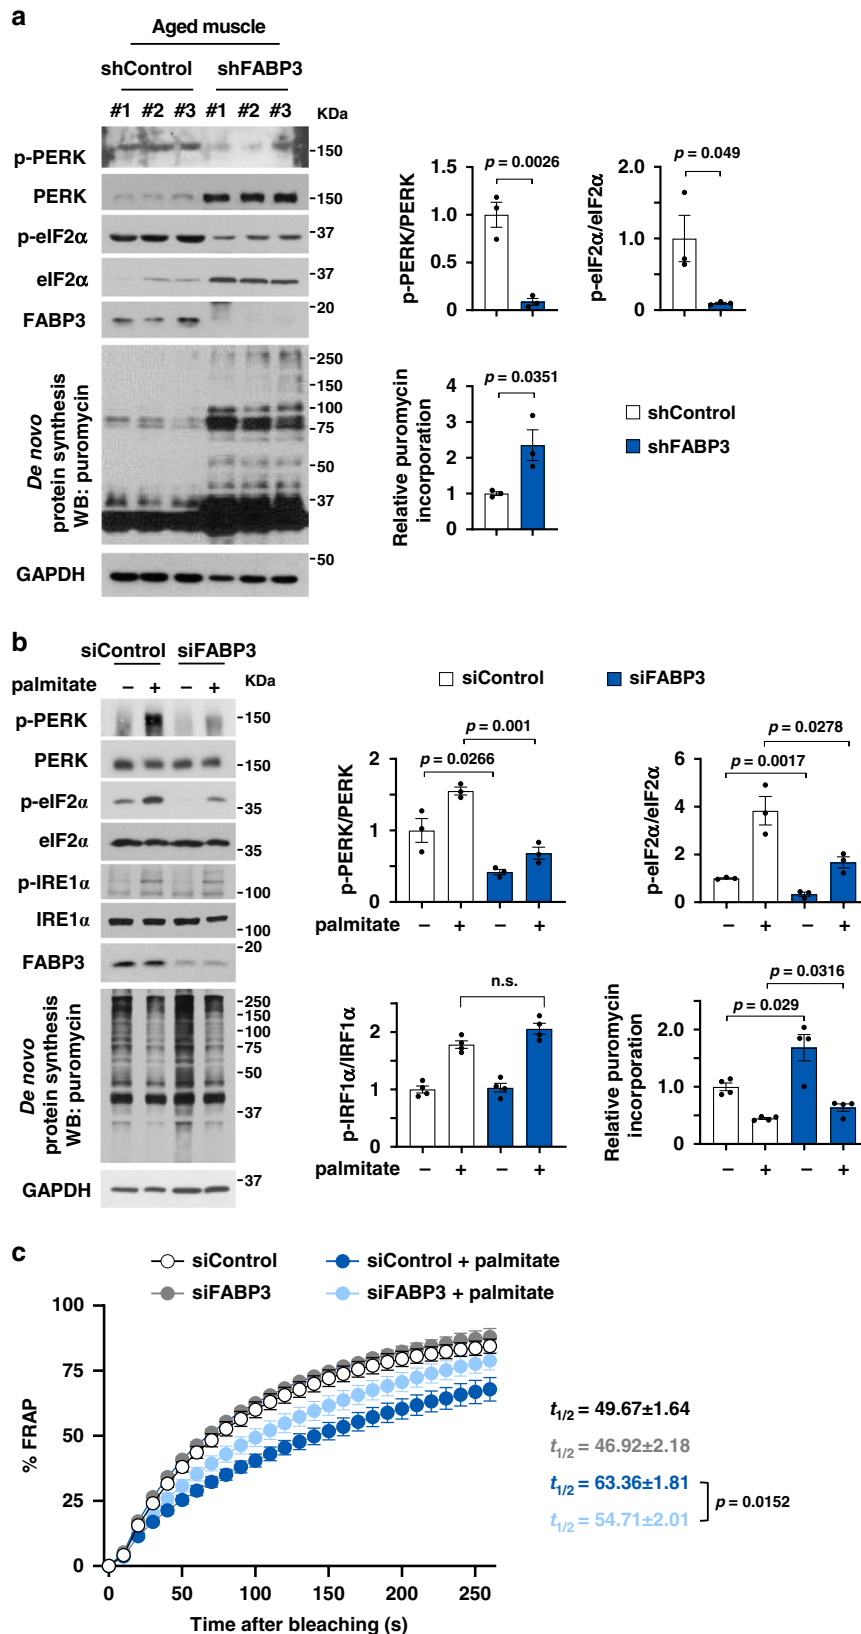 a
Aged muscle
shControl shFABP3
#1 #2 #3 #1 #2 #3 KDa
p-PERK -150
PERK -150
p-eIF2α -37
eIF2α -37
FABP3 -20
De novo
protein synthesis
WB: puromycin
-250
-150
-100
-75
-50
-37
GAPDH -50
p-PERK/PERK
1.5
1.0
0.5
0
p = 0.0026
p-eIF2α/eIF2α
2.0
1.0
0
p = 0.049
Relative puromycin
incorporation
4
3
2
1
0
p = 0.0351
shControl
shFABP3
b
siControl siFABP3
palmitate – + – + KDa
p-PERK -150
PERK -150
p-eIF2α -35
eIF2α -35
p-IRE1α -100
IRE1α -100
FABP3 -20
De novo
protein synthesis
WB: puromycin
-250
-150
-100
-75
-50
-37
GAPDH -37
siControl siFABP3
p-PERK/PERK
2
1
0
p = 0.001
p = 0.0266
palmitate – + – +
p-eIF2α/eIF2α
6
4
2
0
p = 0.0278
p = 0.0017
– + – +
p-IRF1α/IRF1α
2
1
0
n.s.
palmitate – + – +
Relative puromycin
incorporation
2.0
1.0
0
p = 0.0316
p = 0.029
– + – +
c
siControl siControl + palmitate
siFABP3 siFABP3 + palmitate
% FRAP
100
75
50
25
0
0 50 100 150 200 250
Time after bleaching (s)
t1/2 = 49.67±1.64
t1/2 = 46.92±2.18
t1/2 = 63.36±1.81
t1/2 = 54.71±2.01
p = 0.0152